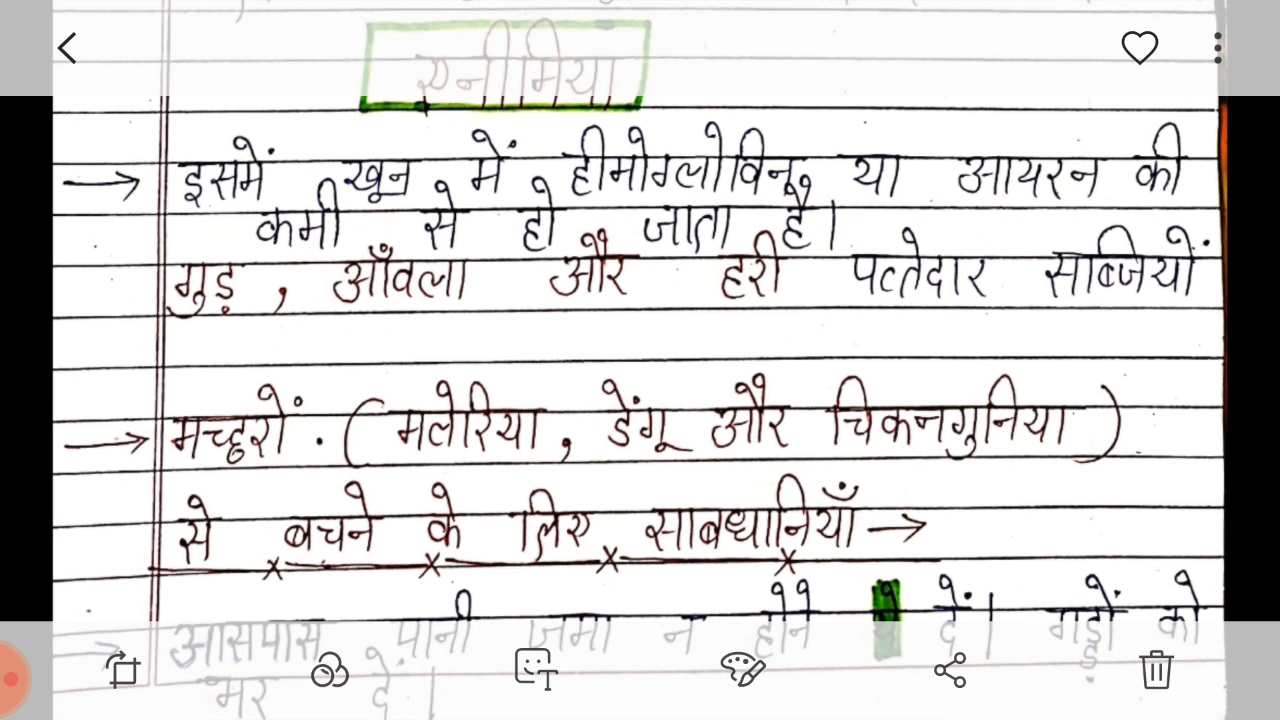 एनीमिया
→ इसमें खून में हीमोग्लोविन, या आयरन की
कमी से हो जाता है।
गुड़ , आँवला और हरी पत्तेदार सब्जियों
→ मच्छरों . ( मलेरिया , डेंगू और चिकनगुनिया )
से बचने के लिए साबधानियाँ →
→ आसपास पानी जमा न होने दें। गड्ढों को
भर दें ।